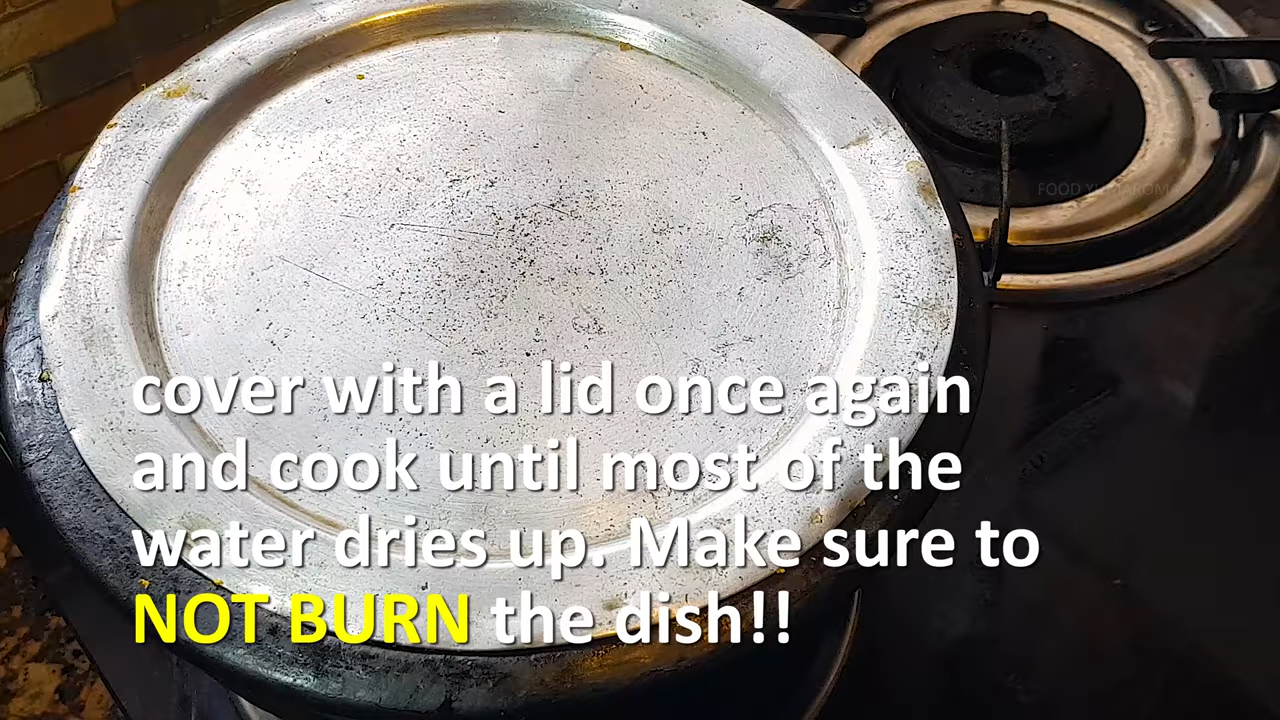 cover with a lid once again
and cook until most of the
water dries up. Make sure to
NOT BURN the dish!!